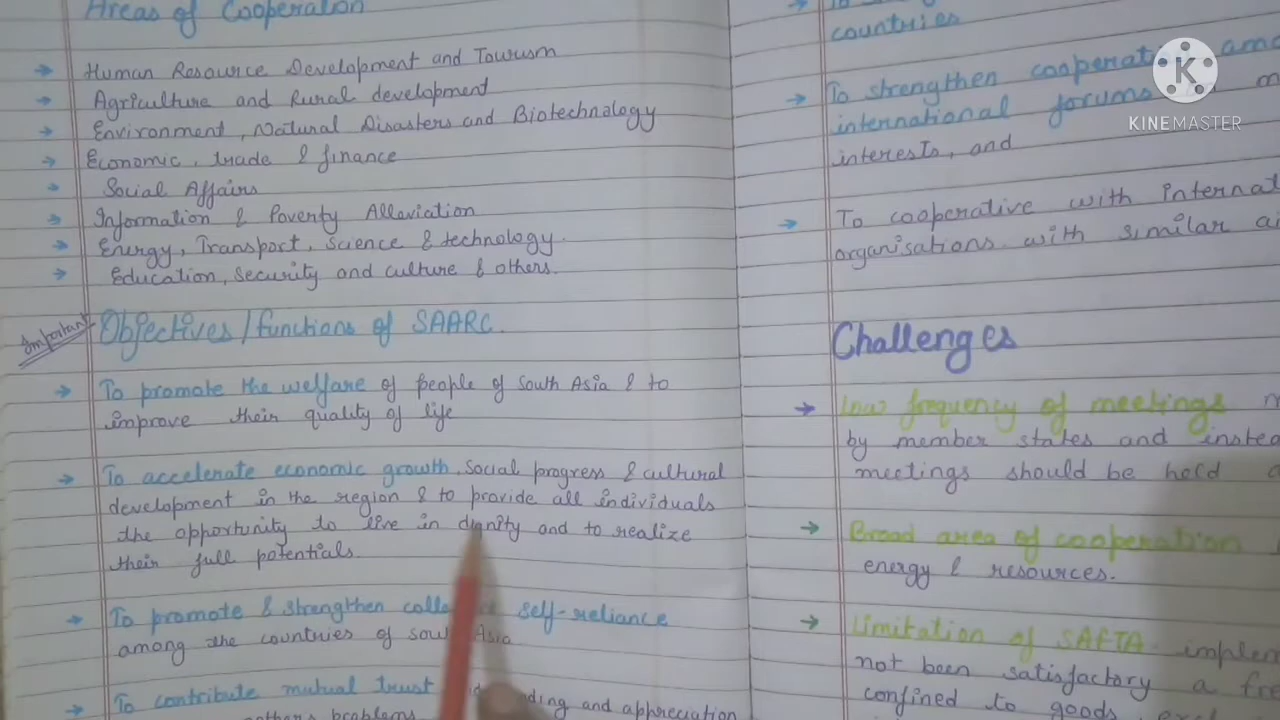 Areas of Cooperation
→ Human Resource Development and Tourism
→ Agriculture and Rural development
→ Environment, Natural Disasters and Biotechnology
→ Economic, trade & finance
→ Social Affairs
→ Information & Poverty Alleviation
→ Energy, Transport, Science & technology.
→ Education, security and culture & others.
Important
Objectives/functions of SAARC
→ To promote the welfare of people of South Asia & to
improve their quality of life
→ To accelerate economic growth, social progress & cultural
development in the region & to provide all individuals
the opportunity to live in dignity and to realize
their full potentials.
→ To promote & strengthen self-reliance
among the countries of Asia
→ To contribute mutual trust and appreciation
problems
countries
→ To strengthen
international forums
interests, and
→ To cooperative with
organisations with similar
Challenges
→ Low frequency of meetings
by member states and
meetings should be held
→ Broad area of cooperation
energy & resources.
→ Limitation of SAFTA
not been satisfactory a
confined to goods,
K
KINEMASTER